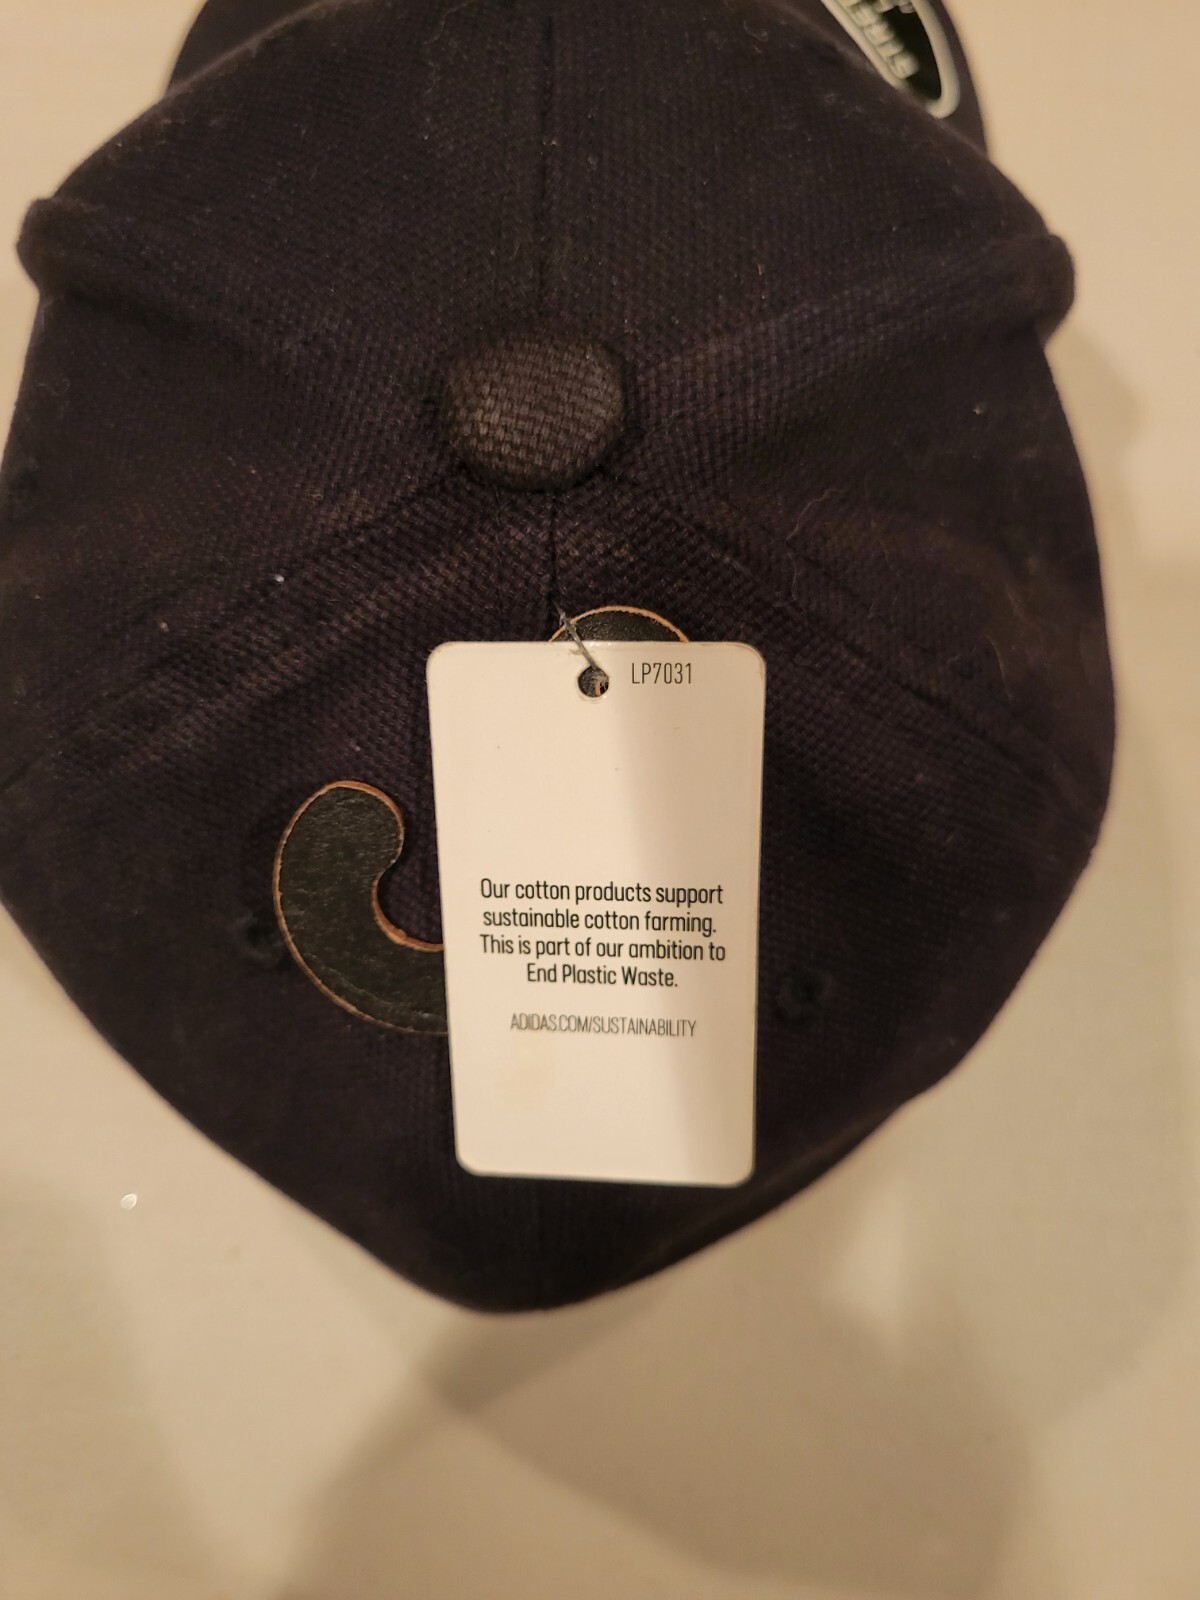 LP7031
Our cotton products support
sustainable cotton farming.
This is part of our ambition to
End Plastic Waste.
ADIDAS.COM/SUSTAINABILITY